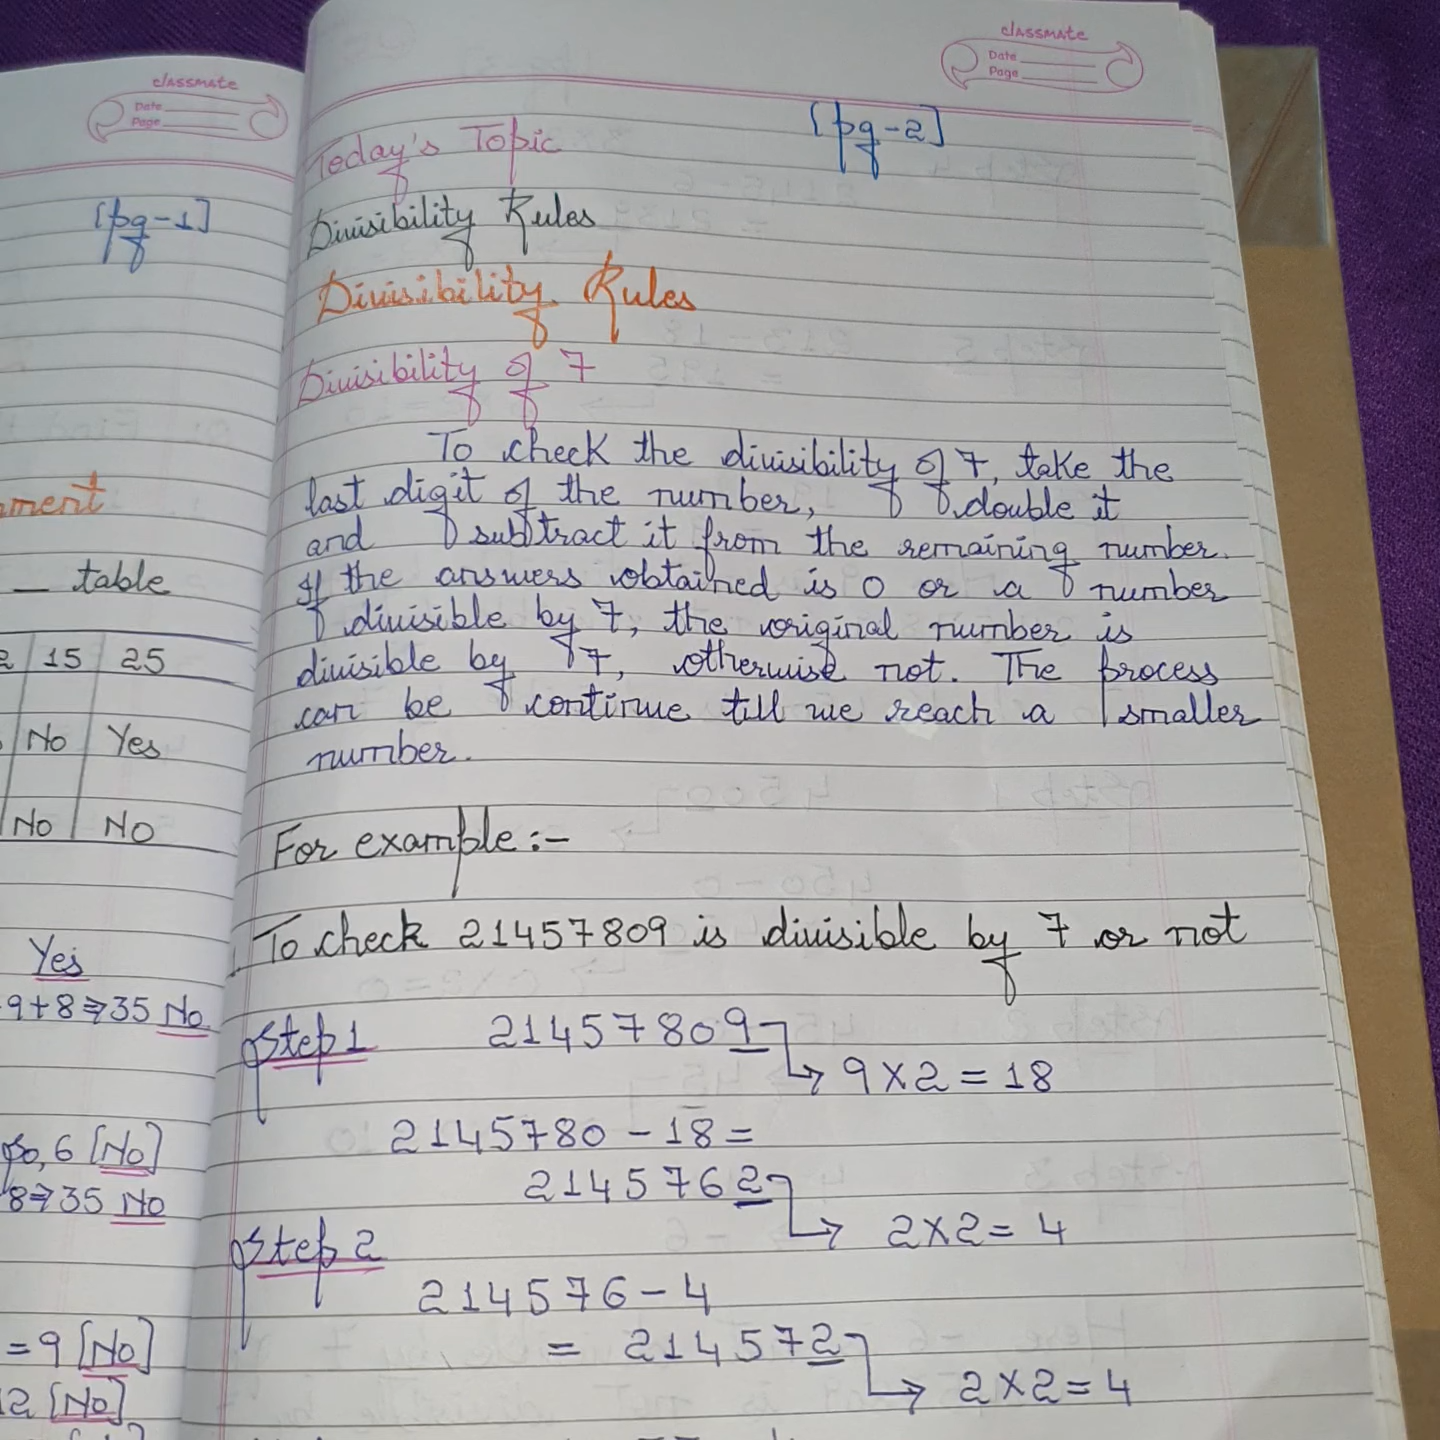 classmate
Date
Page
[pg-1]
ment
table
2 15 25
No Yes
No No
Yes
9+8⇒35 No
6 [No]
8⇒35 No
=9 [No]
12 [No]
classmate
Date
Page
[pg-2]
Today's Topic
Divisibility Rules
Divisibility Rules
Divisibility of 7
To check the divisibility of 7, take the
last digit of the number, double it
and subtract it from the remaining number.
If the answers obtained is 0 or a number
divisible by 7, the original number is
divisible by 7, otherwise not. The process
can be continue till we reach a smaller
number.
For example:-
To check 21457809 is divisible by 7 or not
Step 1 21457809
→ 9×2=18
2145780-18=
2145762
→ 2×2=4
Step 2
214576-4
= 214572
→ 2×2=4